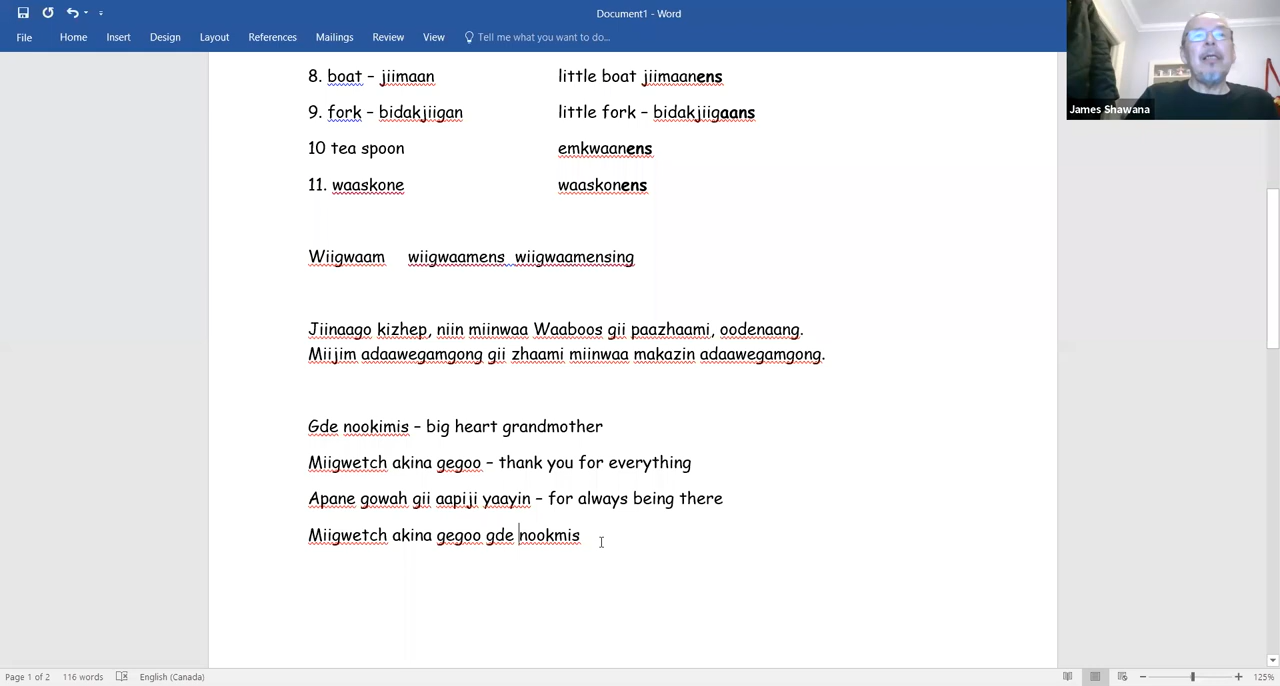 Document1 - Word
File Home Insert Design Layout References Mailings Review View Tell me what you want to do...
James Shawana
8. boat – jiimaan little boat jiimaanens
9. fork – bidakjiigan little fork – bidakjiigaans
10 tea spoon emkwaanens
11. waaskone waaskonens
Wiigwaam wiigwaamens wiigwaamensing
Jiinaago kizhep, niin miinwaa Waaboos gii paazhaami, oodenaang.
Miijim adaawegamgong gii zhaami miinwaa makazin adaawegamgong.
Gde nookimis – big heart grandmother
Miigwetch akina gegoo – thank you for everything
Apane gowah gii aapiji yaayin – for always being there
Miigwetch akina gegoo gde nookmis
Page 1 of 2 116 words English (Canada) 125%